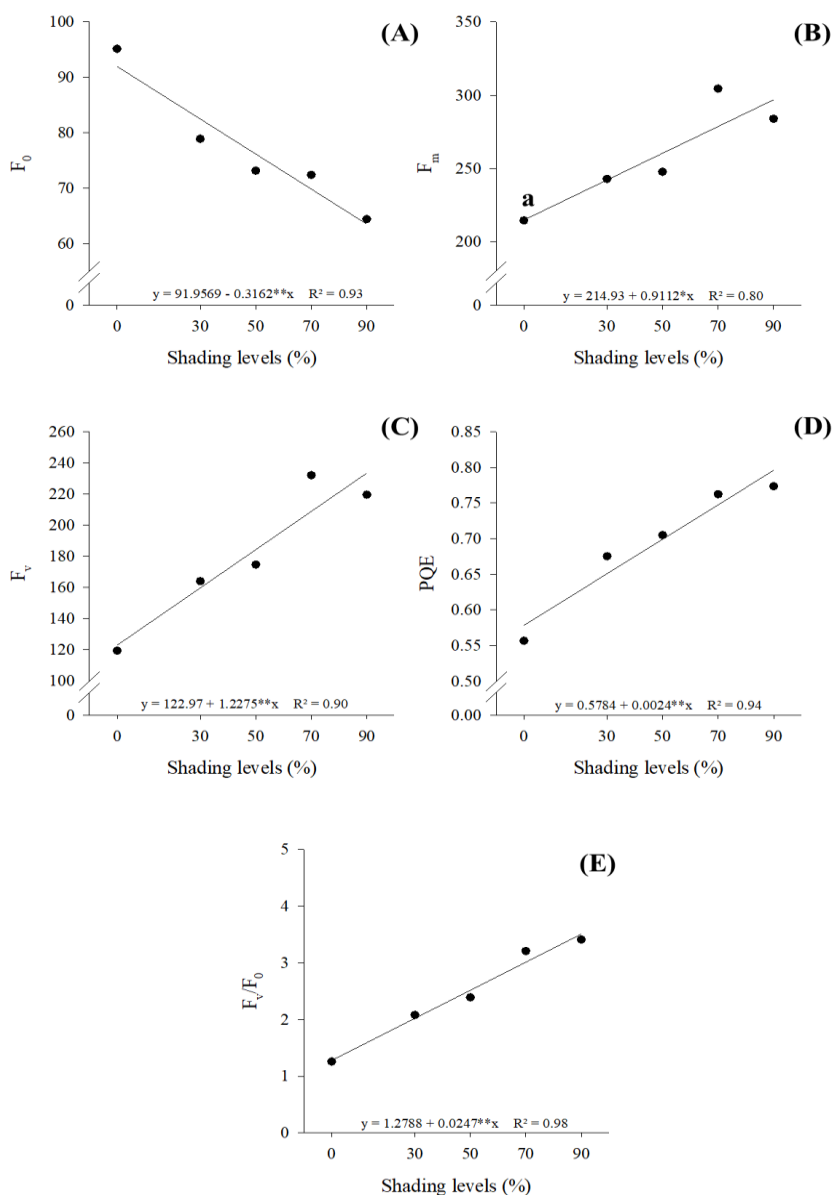 (A)
100
90
80
70
60
0
F0
y = 91.9569 - 0.3162**x R² = 0.93
0 30 50 70 90
Shading levels (%)
(B)
350
300
250
200
0
Fm
a
y = 214.93 + 0.9112*x R² = 0.80
0 30 50 70 90
Shading levels (%)
(C)
260
240
220
200
180
160
140
120
100
0
Fv
y = 122.97 + 1.2275**x R² = 0.90
0 30 50 70 90
Shading levels (%)
(D)
0.85
0.80
0.75
0.70
0.65
0.60
0.55
0.50
0.00
PQE
y = 0.5784 + 0.0024**x R² = 0.94
0 30 50 70 90
Shading levels (%)
(E)
5
4
3
2
1
0
Fv/F0
y = 1.2788 + 0.0247**x R² = 0.98
0 30 50 70 90
Shading levels (%)